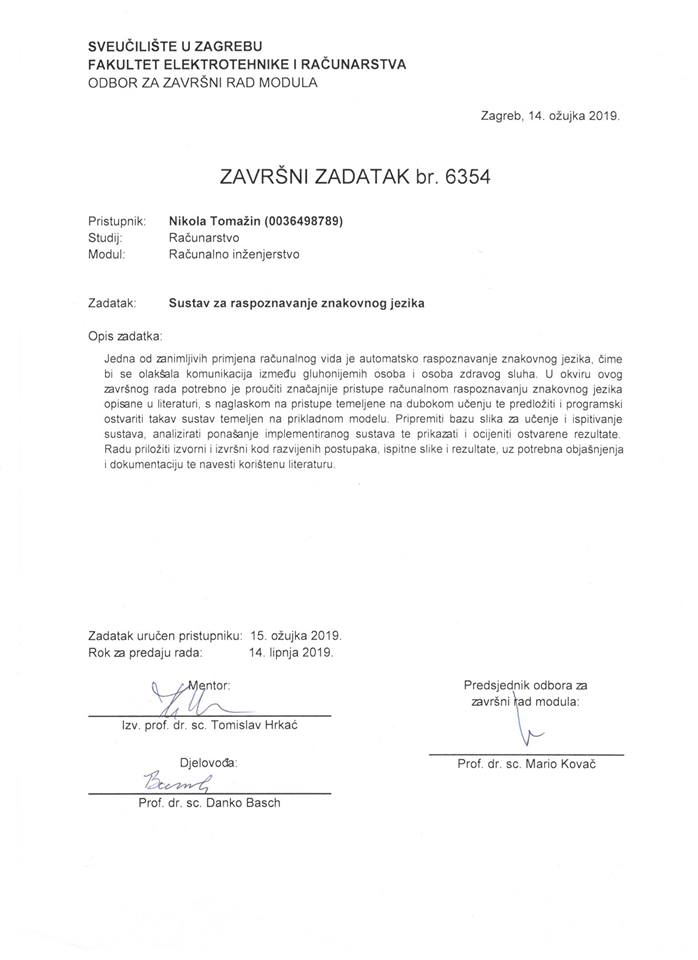 SVEUČILIŠTE U ZAGREBU
FAKULTET ELEKTROTEHNIKE I RAČUNARSTVA
ODBOR ZA ZAVRŠNI RAD MODULA
Zagreb, 14. ožujka 2019.
ZAVRŠNI ZADATAK br. 6354
Pristupnik: Nikola Tomažin (0036498789)
Studij: Računarstvo
Modul: Računalno inženjerstvo
Zadatak: Sustav za raspoznavanje znakovnog jezika
Opis zadatka:
Jedna od zanimljivih primjena računalnog vida je automatsko raspoznavanje znakovnog jezika, čime
bi se olakšala komunikacija između gluhonijemih osoba i osoba zdravog sluha. U okviru ovog
završnog rada potrebno je proučiti značajnije pristupe računalnom raspoznavanju znakovnog jezika
opisane u literaturi, s naglaskom na pristupe temeljene na dubokom učenju te predložiti i programski
ostvariti takav sustav temeljen na prikladnom modelu. Pripremiti bazu slika za učenje i ispitivanje
sustava, analizirati ponašanje implementiranog sustava te prikazati i ocijeniti ostvarene rezultate.
Radu priložiti izvorni i izvršni kod razvijenih postupaka, ispitne slike i rezultate, uz potrebna objašnjenja
i dokumentaciju te navesti korištenu literaturu.
Zadatak uručen pristupniku: 15. ožujka 2019.
Rok za predaju rada: 14. lipnja 2019.
Mentor:
Izv. prof. dr. sc. Tomislav Hrkać
Djelovođa:
Prof. dr. sc. Danko Basch
Predsjednik odbora za
završni rad modula:
Prof. dr. sc. Mario Kovač